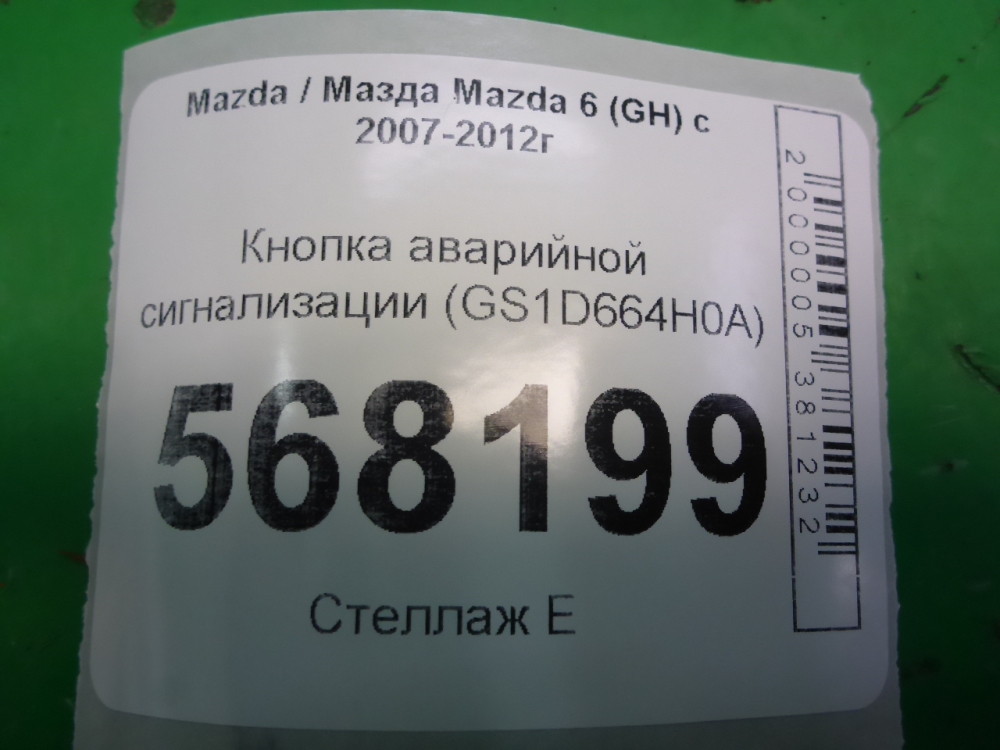 Mazda / Мазда Mazda 6 (GH) с
2007-2012г
Кнопка аварийной
сигнализации (GS1D664H0A)
568199
Стеллаж Е
2000005381232